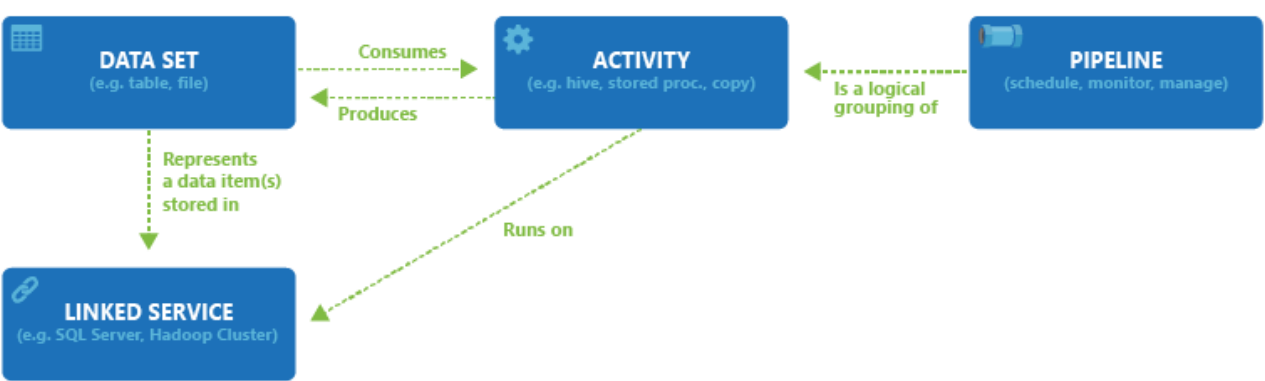 DATA SET
(e.g. table, file)
Consumes
Produces
ACTIVITY
(e.g. hive, stored proc., copy)
Is a logical
grouping of
PIPELINE
(schedule, monitor, manage)
Represents
a data item(s)
stored in
Runs on
LINKED SERVICE
(e.g. SQL Server, Hadoop Cluster)